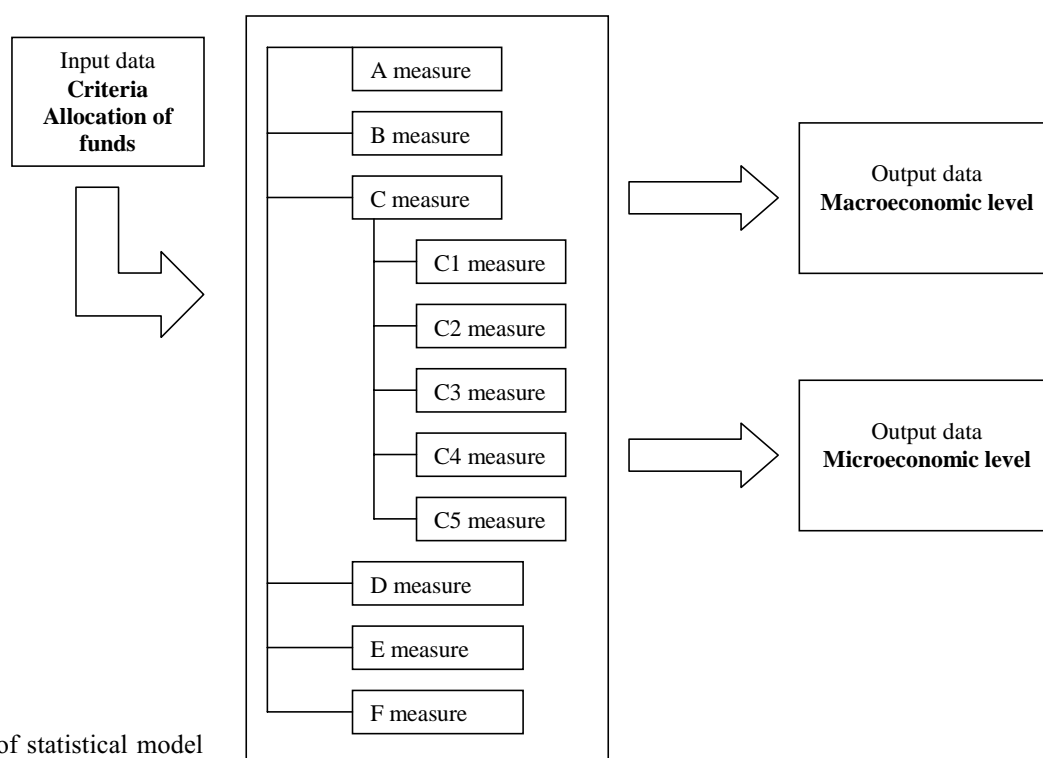 Input data
Criteria
Allocation of
funds
A measure
B measure
C measure
C1 measure
C2 measure
C3 measure
C4 measure
C5 measure
D measure
E measure
F measure
Output data
Macroeconomic level
Output data
Microeconomic level
of statistical model